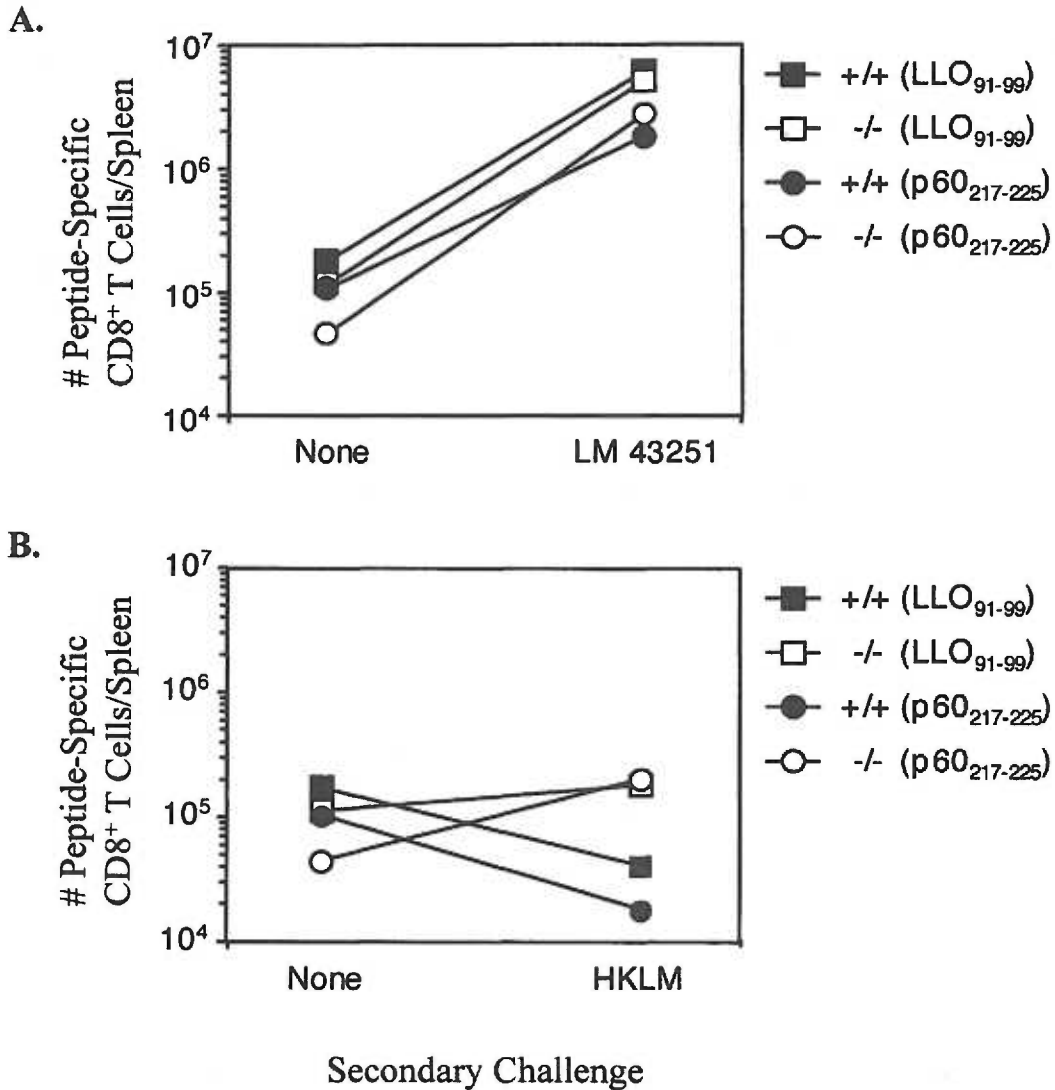 A.
10⁷
10⁶
10⁵
10⁴
# Peptide-Specific
CD8⁺ T Cells/Spleen
None
LM 43251
+/+ (LLO₉₁₋₉₉)
-/- (LLO₉₁₋₉₉)
+/+ (p60₂₁₇₋₂₂₅)
-/- (p60₂₁₇₋₂₂₅)
B.
10⁷
10⁶
10⁵
10⁴
# Peptide-Specific
CD8⁺ T Cells/Spleen
None
HKLM
+/+ (LLO₉₁₋₉₉)
-/- (LLO₉₁₋₉₉)
+/+ (p60₂₁₇₋₂₂₅)
-/- (p60₂₁₇₋₂₂₅)
Secondary Challenge